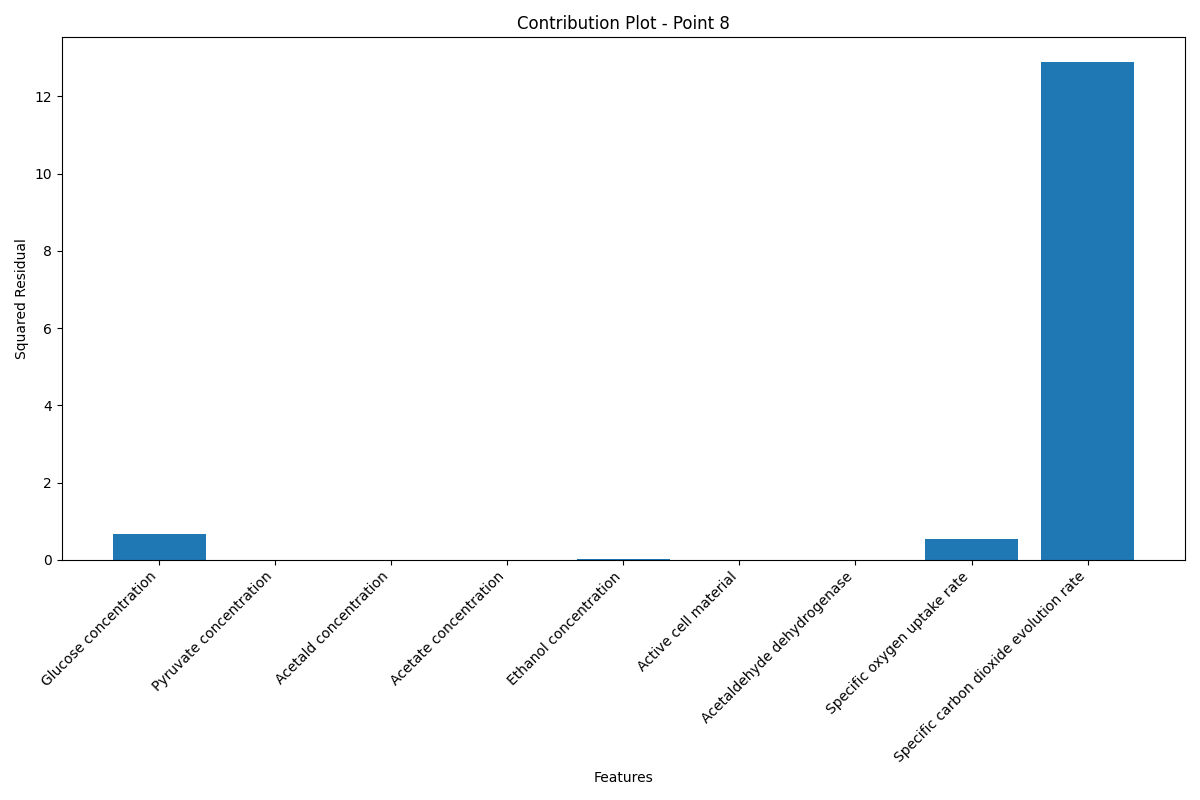 Contribution Plot - Point 8
Squared Residual
12
10
8
6
4
2
0
Glucose concentration
Pyruvate concentration
Acetald concentration
Acetate concentration
Ethanol concentration
Active cell material
Acetaldehyde dehydrogenase
Specific oxygen uptake rate
Specific carbon dioxide evolution rate
Features